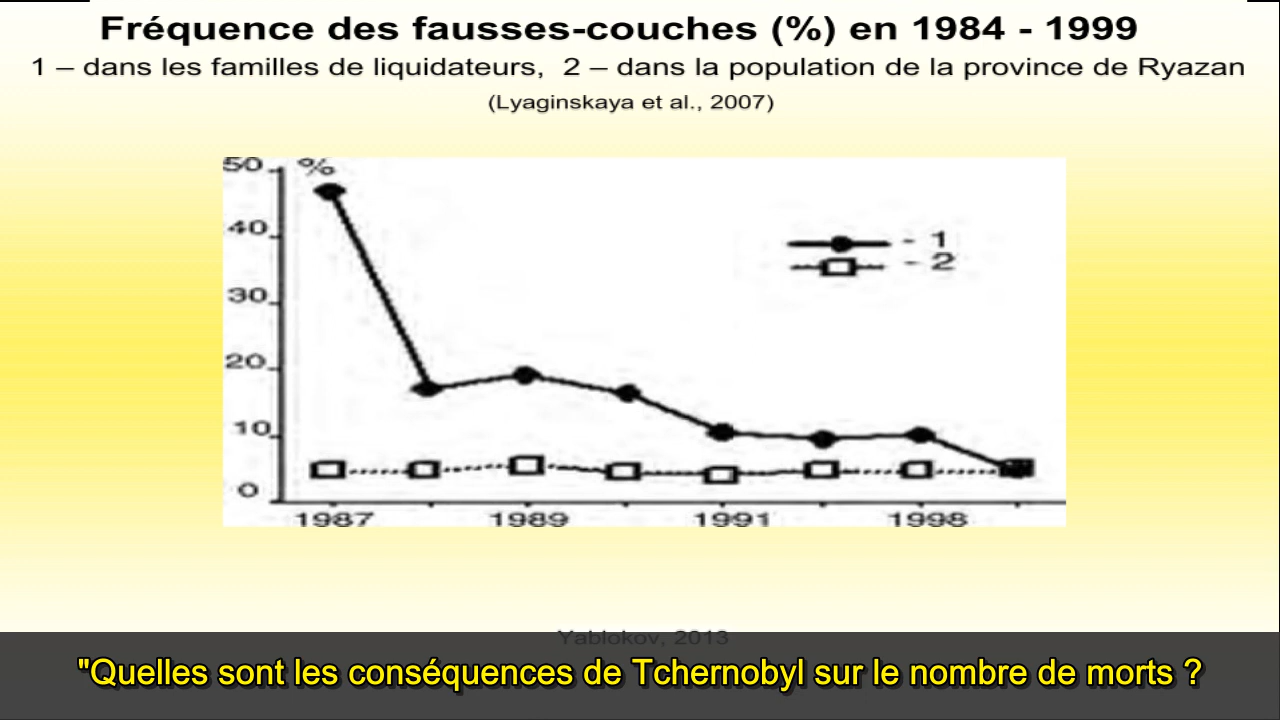 Fréquence des fausses-couches (%) en 1984 - 1999
1 – dans les familles de liquidateurs, 2 – dans la population de la province de Ryazan
(Lyaginskaya et al., 2007)
50 %
40
30
20
10
0
- 1
- 2
1987 1989 1991 1998
Yablokov, 2013
"Quelles sont les conséquences de Tchernobyl sur le nombre de morts ?